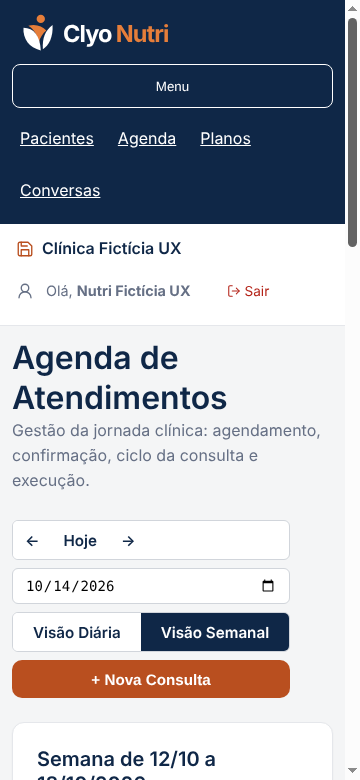 Clyo Nutri
Menu
Pacientes Agenda Planos
Conversas
Clínica Fictícia UX
Olá, Nutri Fictícia UX Sair
Agenda de
Atendimentos
Gestão da jornada clínica: agendamento,
confirmação, ciclo da consulta e
execução.
← Hoje →
10/14/2026
Visão Diária Visão Semanal
+ Nova Consulta
Semana de 12/10 a